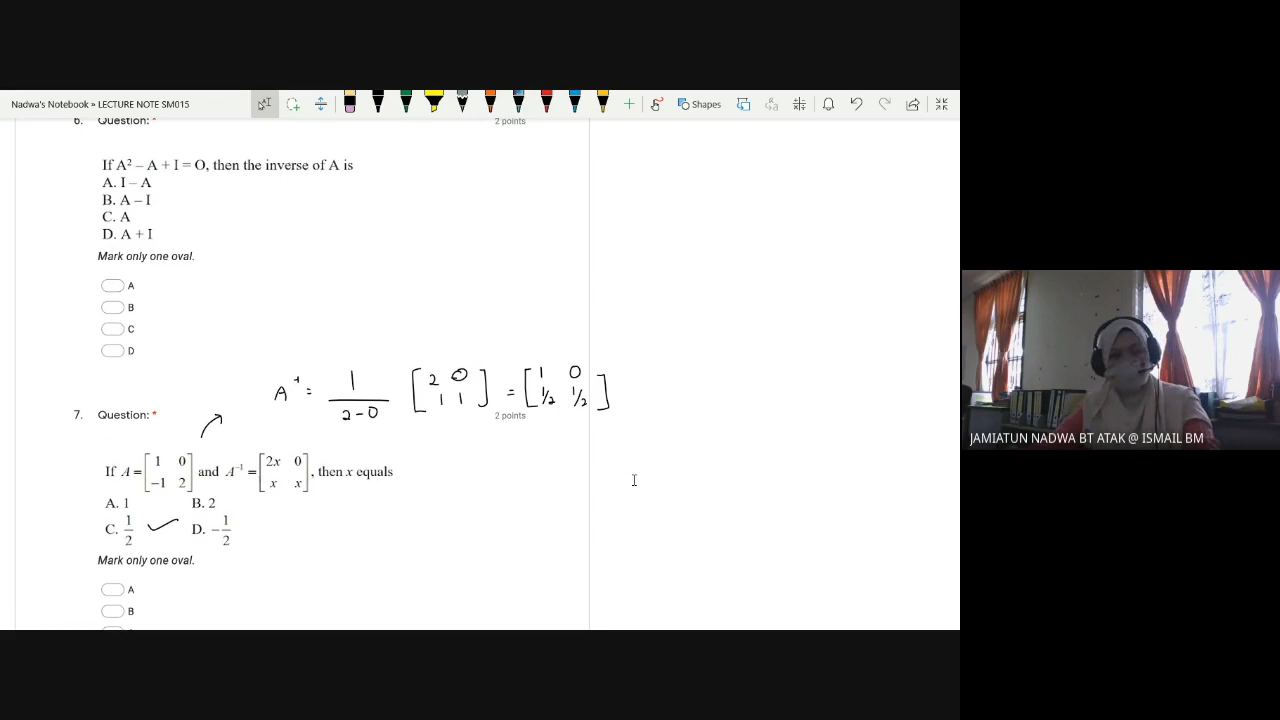 Nadwa's Notebook » LECTURE NOTE SM015
Shapes
6. Question: *
2 points
If A² – A + I = O, then the inverse of A is
A. I – A
B. A – I
C. A
D. A + I
Mark only one oval.
A
B
C
D
A⁻¹ = 1/(2-0) [2 0; 1 1] = [1 0; 1/2 1/2]
7. Question: *
2 points
If A = [1 0; −1 2] and A⁻¹ = [2x 0; x x], then x equals
A. 1 B. 2
C. 1/2 ✓ D. −1/2
Mark only one oval.
A
B
JAMIATUN NADWA BT ATAK @ ISMAIL BM